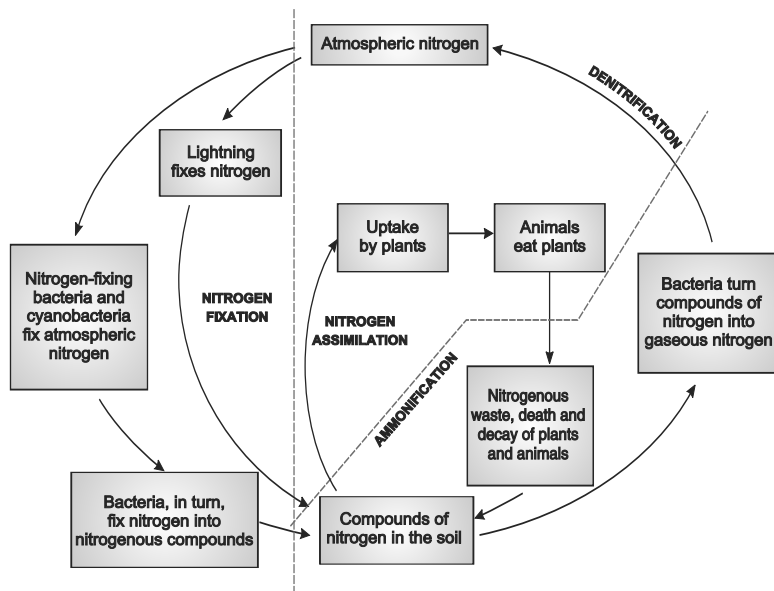 Atmospheric nitrogen
DENITRIFICATION
Lightning
fixes nitrogen
Uptake
by plants
Animals
eat plants
Nitrogen-fixing
bacteria and
cyanobacteria
fix atmospheric
nitrogen
NITROGEN
FIXATION
NITROGEN
ASSIMILATION
Bacteria turn
compounds of
nitrogen into
gaseous nitrogen
AMMONIFICATION
Nitrogenous
waste, death and
decay of plants
and animals
Bacteria, in turn,
fix nitrogen into
nitrogenous compounds
Compounds of
nitrogen in the soil